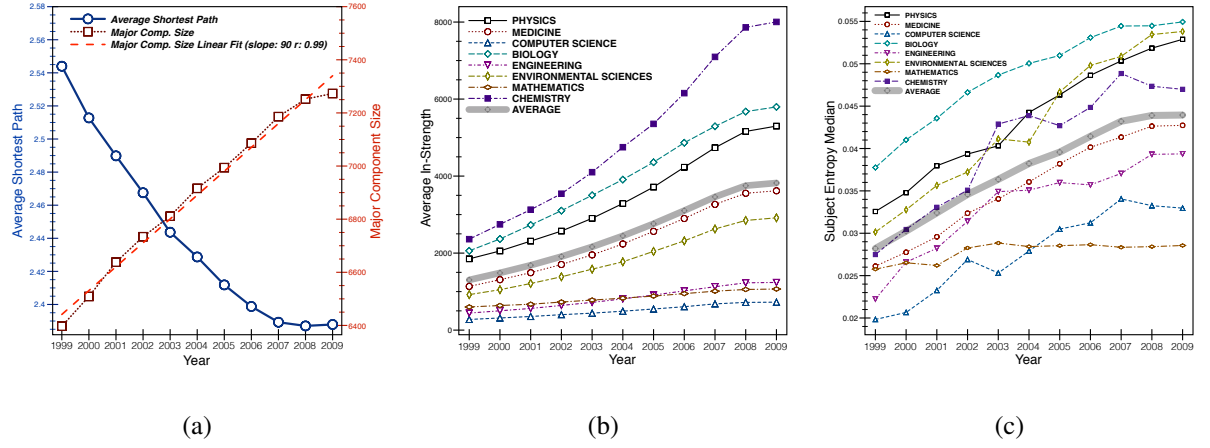 2.58
2.56
2.54
2.52
2.50
2.48
2.46
2.44
2.42
2.4
Average Shortest Path
Average Shortest Path
Major Comp. Size
Major Comp. Size Linear Fit (slope: 90 r: 0.99)
7600
7400
7200
7000
6800
6600
6400
Major Component Size
1999 2000 2001 2002 2003 2004 2005 2006 2007 2008 2009
Year
(a)
8000
6000
4000
2000
0
Average In-Strength
PHYSICS
MEDICINE
COMPUTER SCIENCE
BIOLOGY
ENGINEERING
ENVIRONMENTAL SCIENCES
MATHEMATICS
CHEMISTRY
AVERAGE
1999 2000 2001 2002 2003 2004 2005 2006 2007 2008 2009
Year
(b)
0.055
0.05
0.045
0.04
0.035
0.03
0.025
0.02
Subject Entropy Median
PHYSICS
MEDICINE
COMPUTER SCIENCE
BIOLOGY
ENGINEERING
ENVIRONMENTAL SCIENCES
MATHEMATICS
CHEMISTRY
AVERAGE
1999 2000 2001 2002 2003 2004 2005 2006 2007 2008 2009
Year
(c)